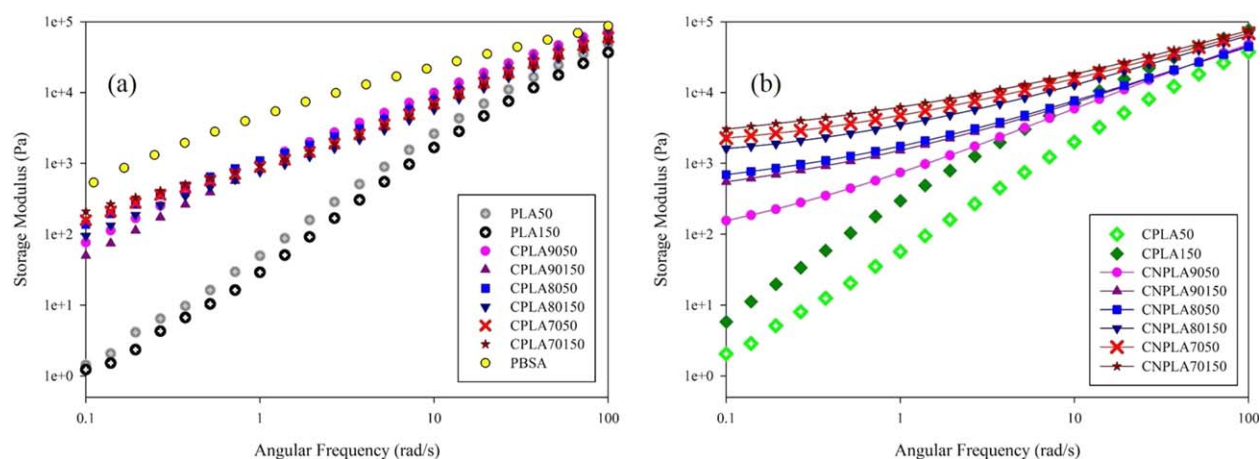 (a)
Storage Modulus (Pa)
1e+5
1e+4
1e+3
1e+2
1e+1
1e+0
0.1
1
10
100
Angular Frequency (rad/s)
PLA50
PLA150
CPLA9050
CPLA90150
CPLA8050
CPLA80150
CPLA7050
CPLA70150
PBSA
(b)
Storage Modulus (Pa)
1e+5
1e+4
1e+3
1e+2
1e+1
1e+0
0.1
1
10
100
Angular Frequency (rad/s)
CPLA50
CPLA150
CNPLA9050
CNPLA90150
CNPLA8050
CNPLA80150
CNPLA7050
CNPLA70150